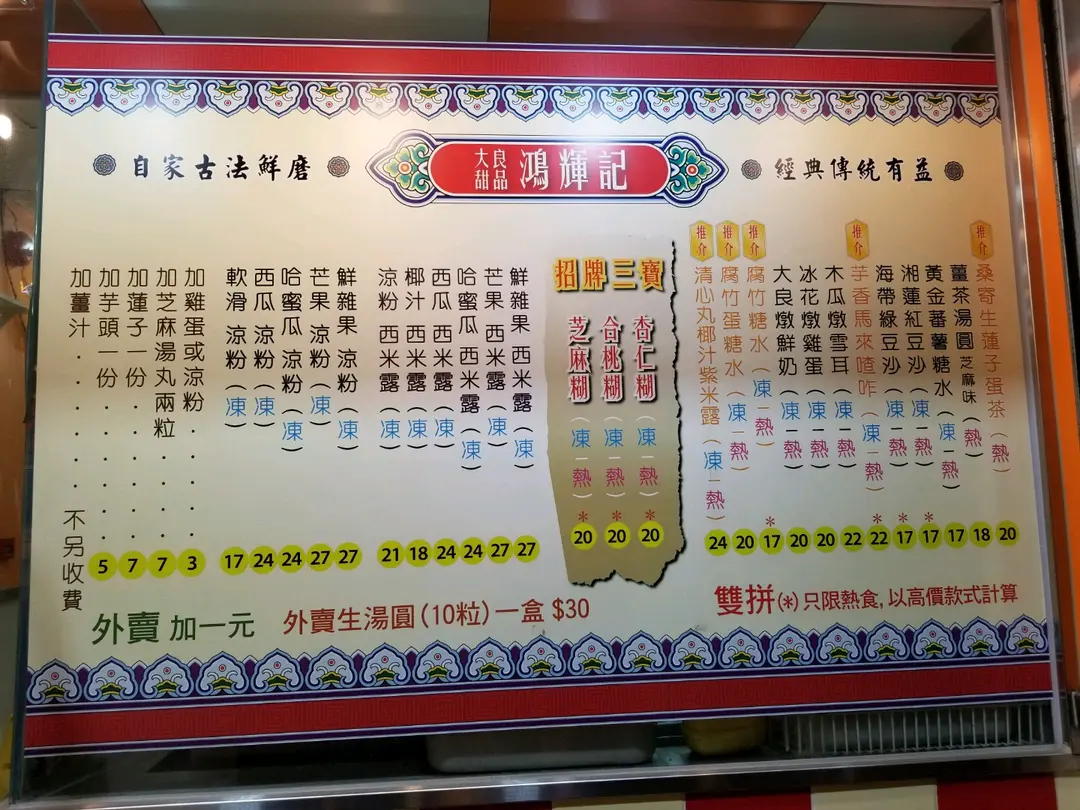 自家古法鮮磨
大良甜品 鴻輝記
經典傳統有益
推介 桑寄生蓮子蛋茶(熱) 20
薑茶湯圓芝麻味(熱) 18
黃金蕃薯糖水(凍|熱) 17
湘蓮紅豆沙(凍|熱) *17
海帶綠豆沙(凍|熱) *17
推介 芋香馬來喳咋(凍|熱) *22
木瓜燉雪耳(凍|熱) 22
冰花燉雞蛋(凍|熱) 20
大良燉鮮奶(凍|熱) 20
推介 腐竹糖水(凍|熱) *17
推介 腐竹蛋糖水(凍|熱) 20
推介 清心丸椰汁紫米露(凍|熱) 24
招牌三寶
杏仁糊(凍|熱) *20
合桃糊(凍|熱) *20
芝麻糊(凍|熱) *20
鮮雜果 西米露(凍) 27
芒果 西米露(凍) 27
哈蜜瓜 西米露(凍) 24
西瓜 西米露(凍) 24
椰汁 西米露(凍) 18
涼粉 西米露(凍) 21
鮮雜果 涼粉(凍) 27
芒果 涼粉(凍) 27
哈蜜瓜 涼粉(凍) 24
西瓜 涼粉(凍) 24
軟滑 涼粉(凍) 17
加雞蛋或涼粉 . . . . 3
加芝麻湯丸兩粒 . . . 7
加蓮子一份 . . . . . 7
加芋頭一份 . . . . . 5
加薑汁 . . . . . 不另收費
外賣 加一元
外賣生湯圓(10粒)一盒 $30
雙拼(*)只限熱食,以高價款式計算